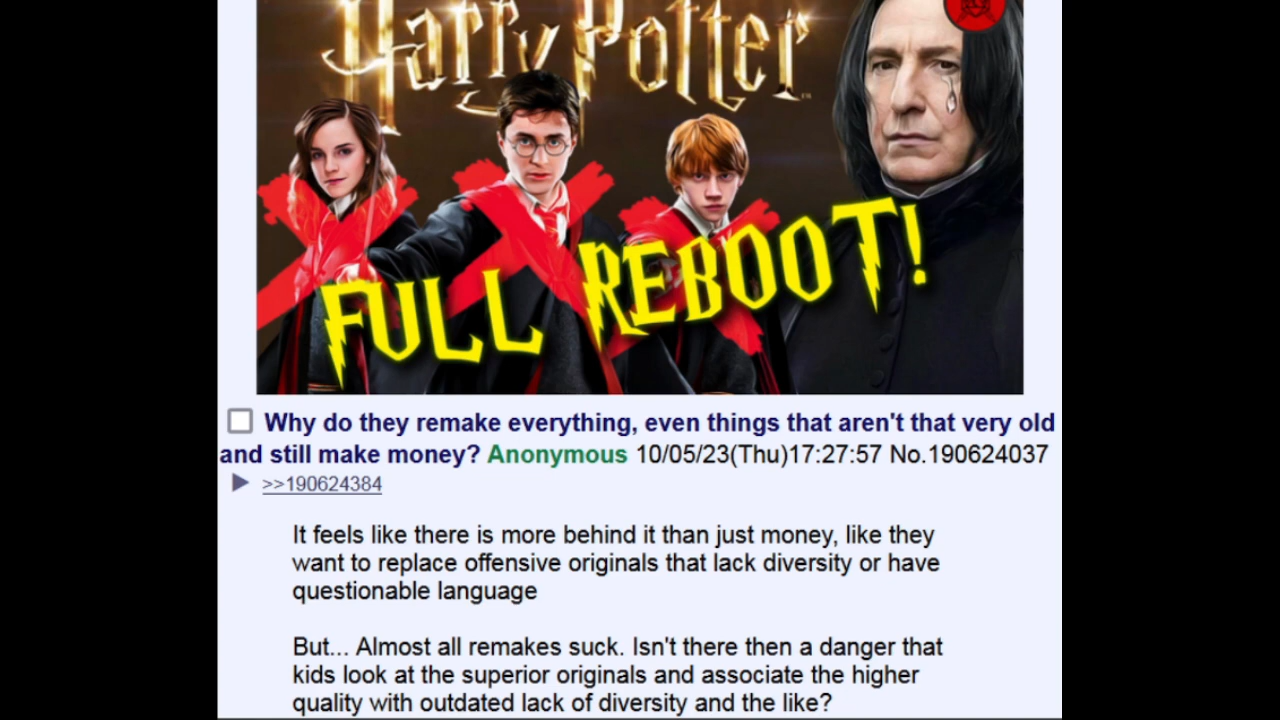 Harry Potter
FULL REBOOT!
Why do they remake everything, even things that aren't that very old
and still make money? Anonymous 10/05/23(Thu)17:27:57 No.190624037
>>190624384
It feels like there is more behind it than just money, like they
want to replace offensive originals that lack diversity or have
questionable language
But... Almost all remakes suck. Isn't there then a danger that
kids look at the superior originals and associate the higher
quality with outdated lack of diversity and the like?